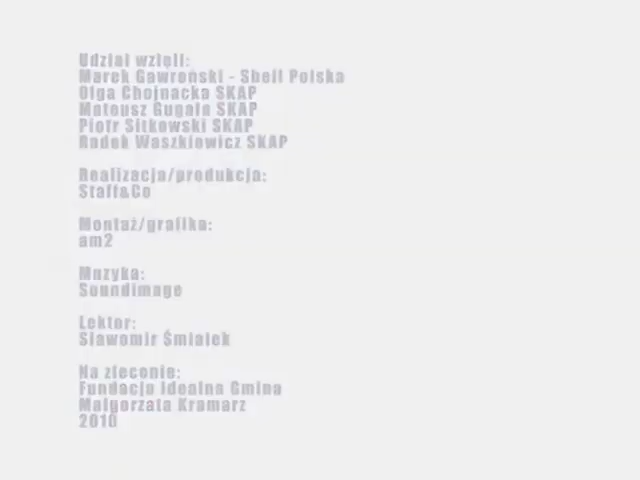 Udział wzięli:
Marek Gawroński - Shell Polska
Olga Chojnacka SKAP
Mateusz Gugała SKAP
Piotr Sitkowski SKAP
Radek Waszkiewicz SKAP
Realizacja/produkcja:
Staff&Co
Montaż/grafika:
am2
Muzyka:
Soundimage
Lektor:
Sławomir Śmiałek
Na zlecenie:
Fundacja Idealna Gmina
Małgorzata Kramarz
2010